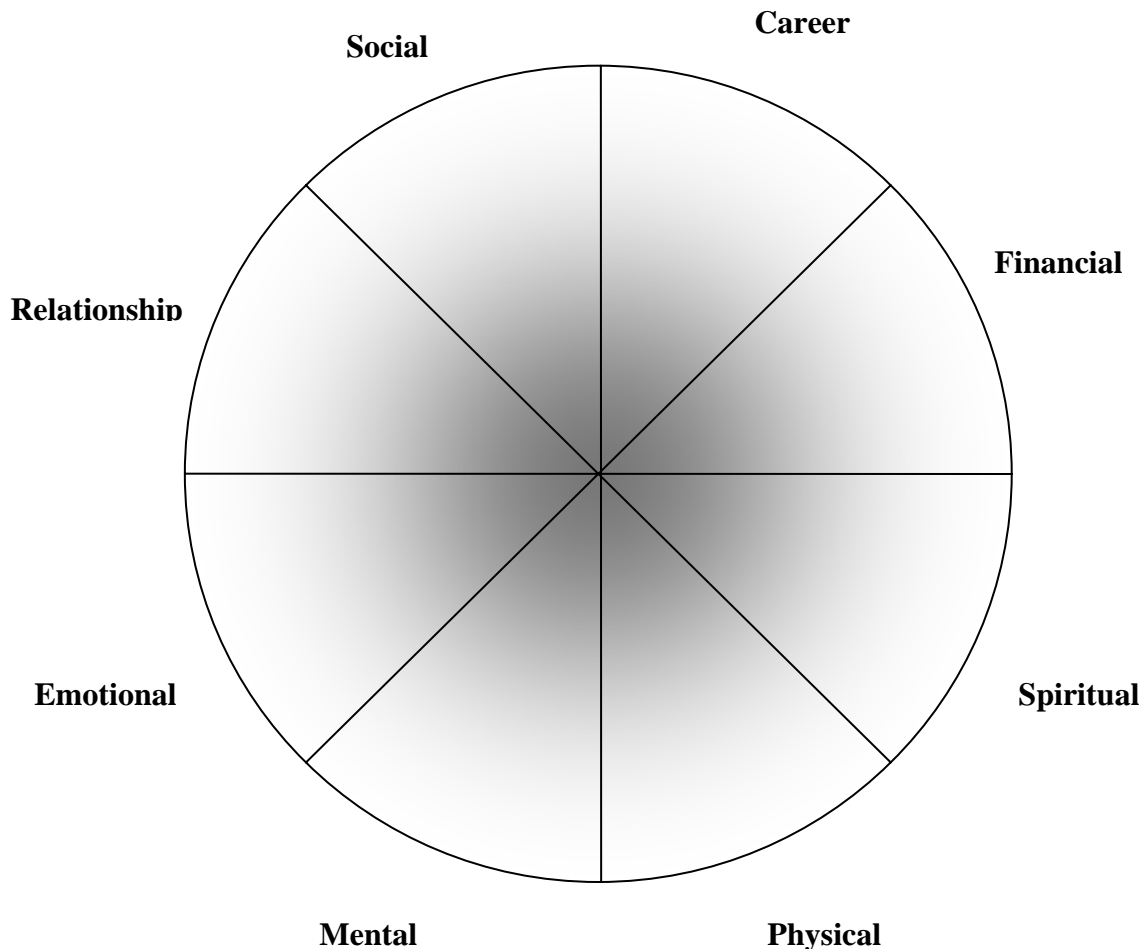 Career
Social
Financial
Relationship
Emotional
Spiritual
Mental
Physical